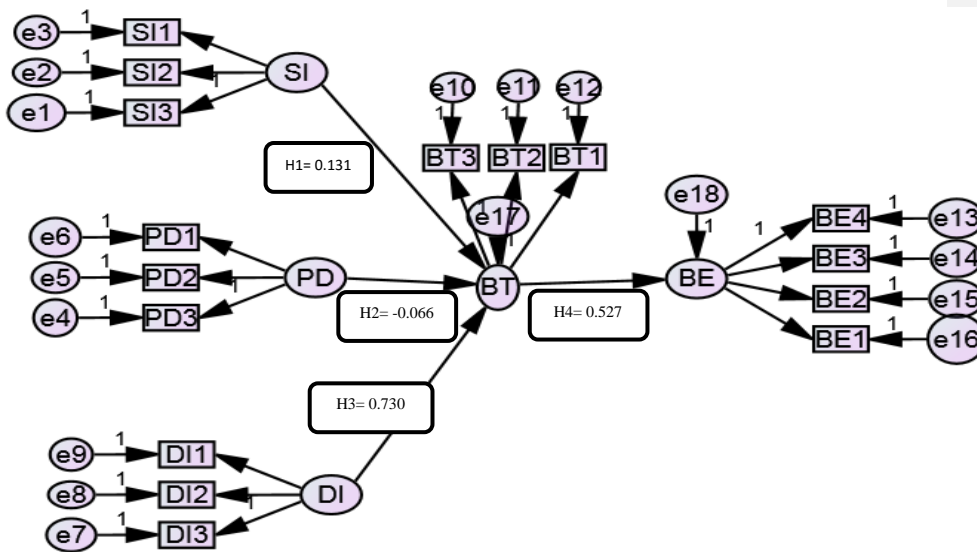 e3
1
SI1
e2
1
SI2
SI
1
e1
1
SI3
e10
e11
e12
1
1
1
BT3
BT2
BT1
H1= 0.131
e17
1
1
e18
1
1
BE4
1
e13
BE3
1
e14
BE
BE2
1
e15
BE1
1
e16
e6
1
PD1
e5
1
PD2
PD
1
e4
1
PD3
BT
H2= -0.066
H4= 0.527
H3= 0.730
e9
1
DI1
e8
1
DI2
DI
1
e7
1
DI3